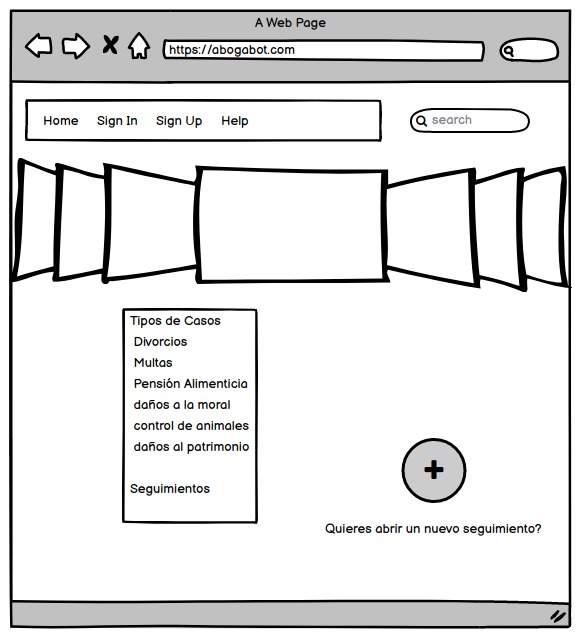 A Web Page
https://abogabot.com
Home Sign In Sign Up Help
search
Tipos de Casos
Divorcios
Multas
Pensión Alimenticia
daños a la moral
control de animales
daños al patrimonio
Seguimientos
Quieres abrir un nuevo seguimiento?